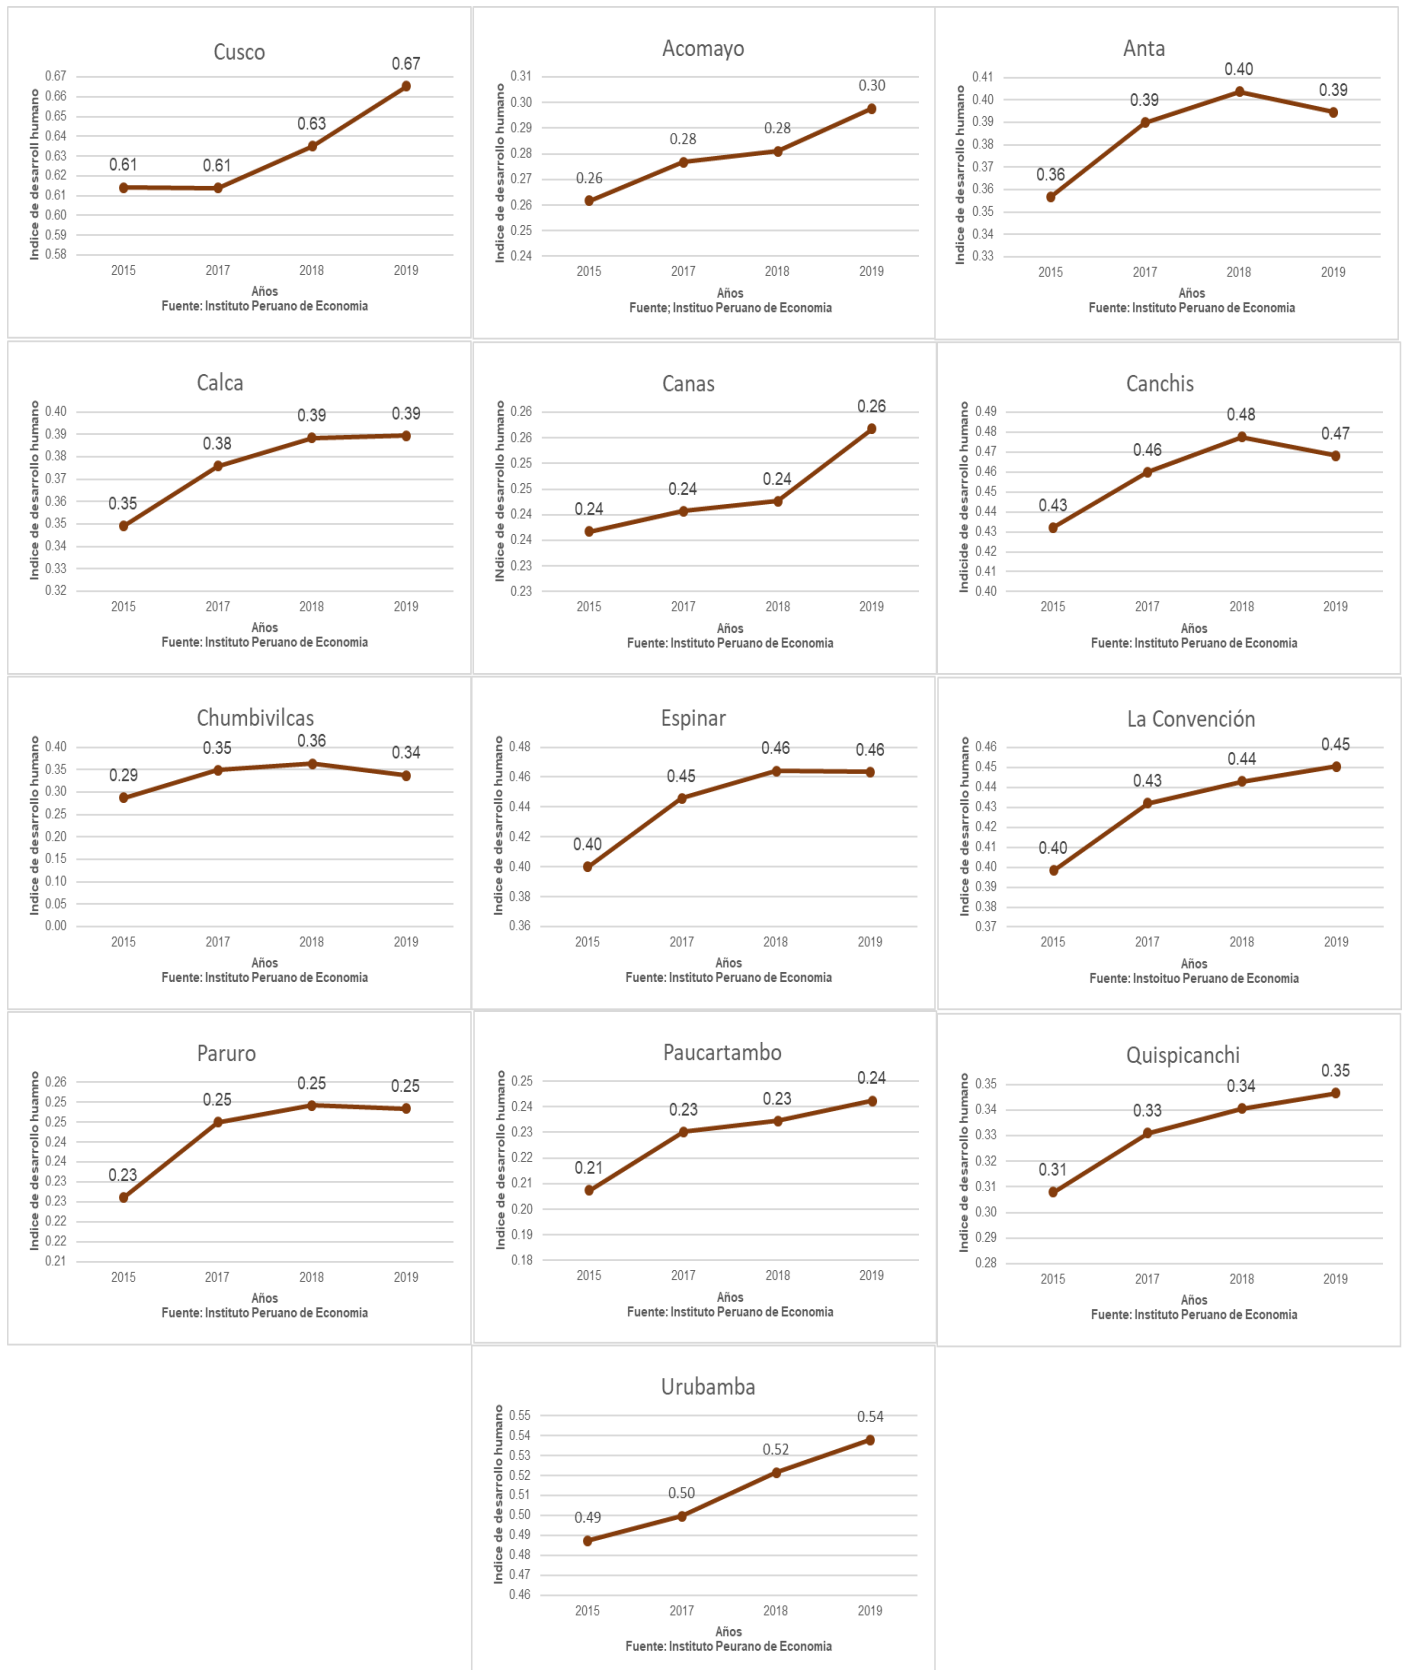 Cusco
0.67
0.66
0.65
0.64
0.63
0.62
0.61
0.60
0.59
0.58
0.61
0.61
0.63
0.67
Indice de desarroll humano
2015 2017 2018 2019
Años
Fuente: Instituto Peruano de Economia
Acomayo
0.31
0.30
0.29
0.28
0.27
0.26
0.25
0.24
0.26
0.28
0.28
0.30
Indice de desarrollo humano
2015 2017 2018 2019
Años
Fuente; Instituo Peruano de Economia
Anta
0.41
0.40
0.39
0.38
0.37
0.36
0.35
0.34
0.33
0.36
0.39
0.40
0.39
Indice de desarrollo humano
2015 2017 2018 2019
Años
Fuente: Instituto Peruano de Economia
Calca
0.40
0.39
0.38
0.37
0.36
0.35
0.34
0.33
0.32
0.35
0.38
0.39
0.39
Indice de desarrollo humano
2015 2017 2018 2019
Años
Fuente: Instituto Peruano de Economia
Canas
0.26
0.26
0.25
0.25
0.24
0.24
0.23
0.23
0.24
0.24
0.24
0.26
INdice de desarrollo humano
2015 2017 2018 2019
Años
Fuente: Instituto Peruano de Economia
Canchis
0.49
0.48
0.47
0.46
0.45
0.44
0.43
0.42
0.41
0.40
0.43
0.46
0.48
0.47
Indicide de desarrollo humano
2015 2017 2018 2019
Años
Fuente: Instituto Peruano de Economia
Chumbivilcas
0.40
0.35
0.30
0.25
0.20
0.15
0.10
0.05
0.00
0.29
0.35
0.36
0.34
Indice de desarrollo humano
2015 2017 2018 2019
Años
Fuente: Instituto Peruano de Economia
Espinar
0.48
0.46
0.44
0.42
0.40
0.38
0.36
0.40
0.45
0.46
0.46
Indice de desarrollo humano
2015 2017 2018 2019
Años
Fuente: Instituto Peruano de Economia
La Convención
0.46
0.45
0.44
0.43
0.42
0.41
0.40
0.39
0.38
0.37
0.40
0.43
0.44
0.45
Indice de desarrollo humano
2015 2017 2018 2019
Años
Fuente: Instoituo Peruano de Economia
Paruro
0.26
0.25
0.25
0.24
0.24
0.23
0.23
0.22
0.22
0.21
0.23
0.25
0.25
0.25
Indice de desarrollo huamno
2015 2017 2018 2019
Años
Fuente: Instituto Peruano de Economia
Paucartambo
0.25
0.24
0.23
0.22
0.21
0.20
0.19
0.18
0.21
0.23
0.23
0.24
Indice de desarrollo humano
2015 2017 2018 2019
Años
Fuente: Instituto Peruano de Economia
Quispicanchi
0.35
0.34
0.33
0.32
0.31
0.30
0.29
0.28
0.31
0.33
0.34
0.35
Indice de desarrollo humano
2015 2017 2018 2019
Años
Fuente: Instituto Peruano de Economia
Urubamba
0.55
0.54
0.53
0.52
0.51
0.50
0.49
0.48
0.47
0.46
0.49
0.50
0.52
0.54
Indice de desarrollo humano
2015 2017 2018 2019
Años
Fuente: Instituto Peurano de Economia